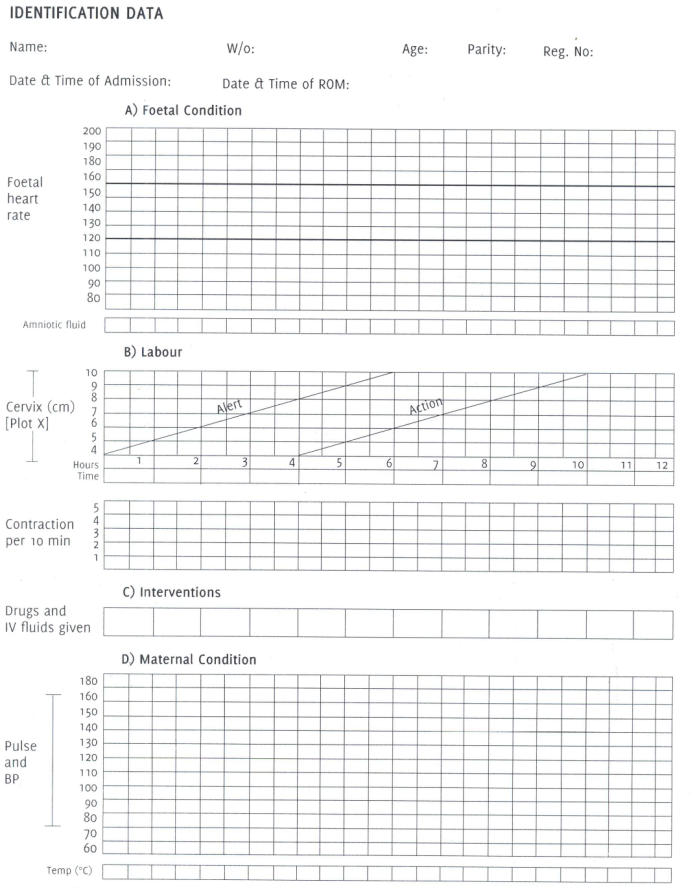 IDENTIFICATION DATA
Name: W/o: Age: Parity: Reg. No:
Date & Time of Admission: Date & Time of ROM:
A) Foetal Condition
Foetal
heart
rate
200
190
180
160
150
140
130
120
110
100
90
80
Amniotic fluid
B) Labour
Cervix (cm)
[Plot X]
10
9
8
7
6
5
4
Alert
Action
Hours 1 2 3 4 5 6 7 8 9 10 11 12
Time
Contraction
per 10 min
5
4
3
2
1
C) Interventions
Drugs and
IV fluids given
D) Maternal Condition
Pulse
and
BP
180
160
150
140
130
120
110
100
90
80
70
60
Temp (°C)